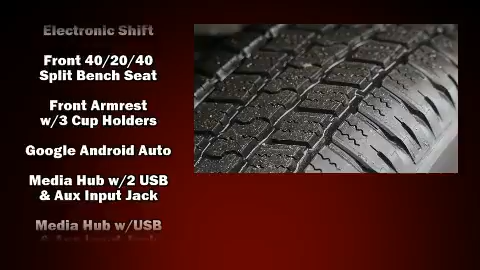 Electronic Shift
Front 40/20/40
Split Bench Seat
Front Armrest
w/3 Cup Holders
Google Android Auto
Media Hub w/2 USB
& Aux Input Jack
Media Hub w/USB